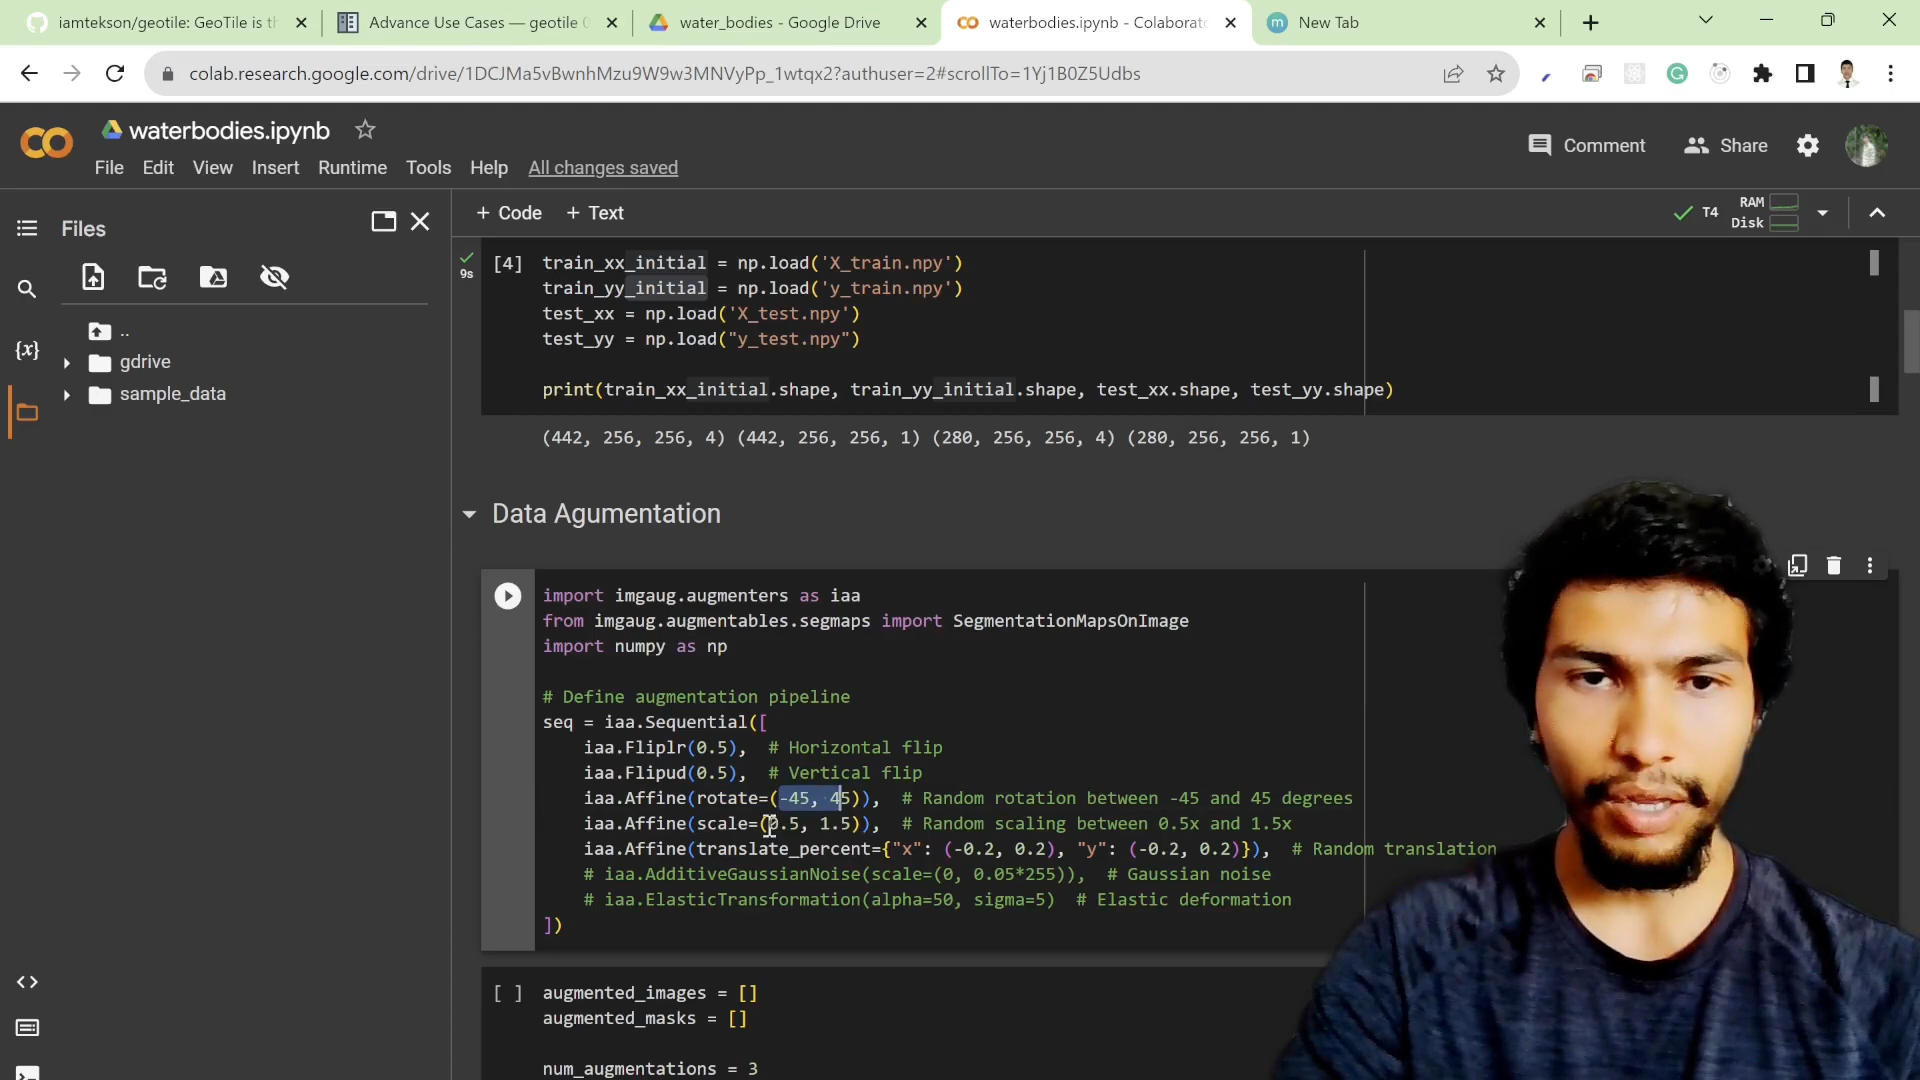 iamtekson/geotile: GeoTile is th
Advance Use Cases — geotile 0
water_bodies - Google Drive
waterbodies.ipynb - Colaborato
m New Tab
colab.research.google.com/drive/1DCJMa5vBwnhMzu9W9w3MNVyPp_1wtqx2?authuser=2#scrollTo=1Yj1B0Z5Udbs
waterbodies.ipynb
File Edit View Insert Runtime Tools Help All changes saved
Comment Share
Files
+ Code + Text
T4 RAM
Disk
..
gdrive
sample_data
{x}
9s
[4] train_xx_initial = np.load('X_train.npy')
train_yy_initial = np.load('y_train.npy')
test_xx = np.load('X_test.npy')
test_yy = np.load("y_test.npy")
print(train_xx_initial.shape, train_yy_initial.shape, test_xx.shape, test_yy.shape)
(442, 256, 256, 4) (442, 256, 256, 1) (280, 256, 256, 4) (280, 256, 256, 1)
Data Agumentation
import imgaug.augmenters as iaa
from imgaug.augmentables.segmaps import SegmentationMapsOnImage
import numpy as np
# Define augmentation pipeline
seq = iaa.Sequential([
iaa.Fliplr(0.5), # Horizontal flip
iaa.Flipud(0.5), # Vertical flip
iaa.Affine(rotate=(-45, 45)), # Random rotation between -45 and 45 degrees
iaa.Affine(scale=(0.5, 1.5)), # Random scaling between 0.5x and 1.5x
iaa.Affine(translate_percent={"x": (-0.2, 0.2), "y": (-0.2, 0.2)}), # Random translation
# iaa.AdditiveGaussianNoise(scale=(0, 0.05*255)), # Gaussian noise
# iaa.ElasticTransformation(alpha=50, sigma=5) # Elastic deformation
])
[ ] augmented_images = []
augmented_masks = []
num_augmentations = 3